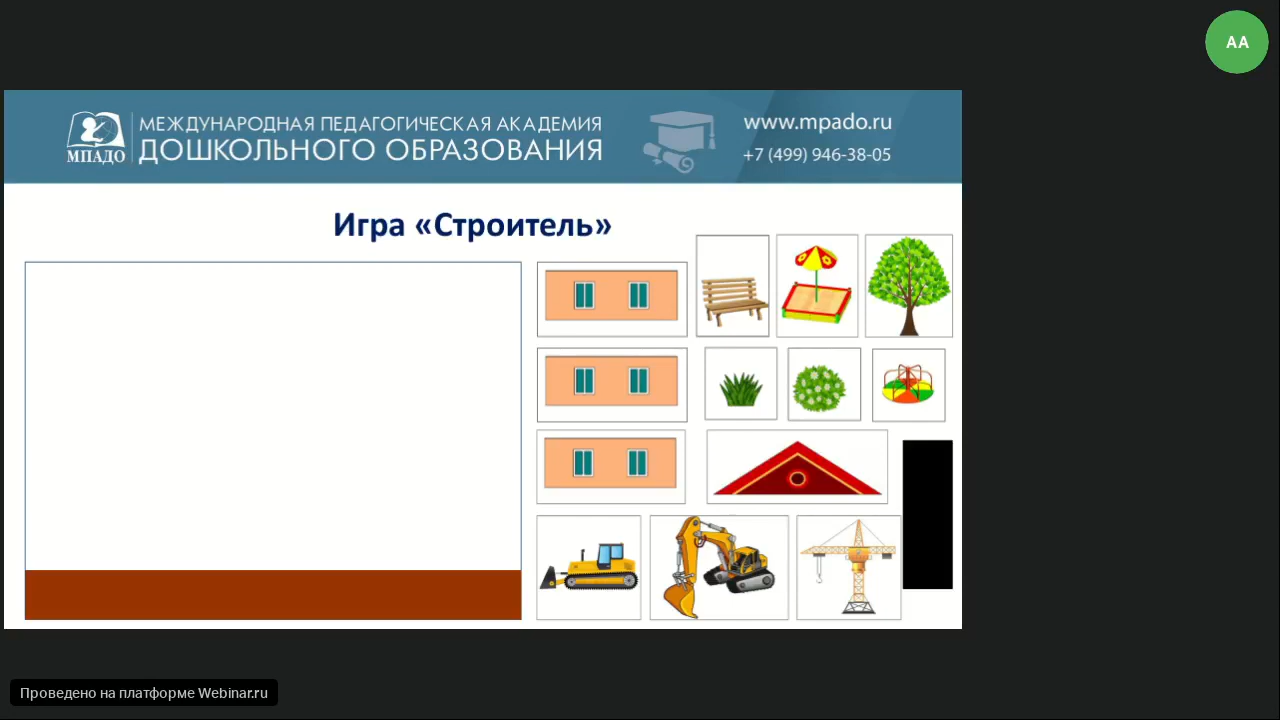 АА
МЕЖДУНАРОДНАЯ ПЕДАГОГИЧЕСКАЯ АКАДЕМИЯ
ДОШКОЛЬНОГО ОБРАЗОВАНИЯ
МПАДО
www.mpado.ru
+7 (499) 946-38-05
Игра «Строитель»
Проведено на платформе Webinar.ru